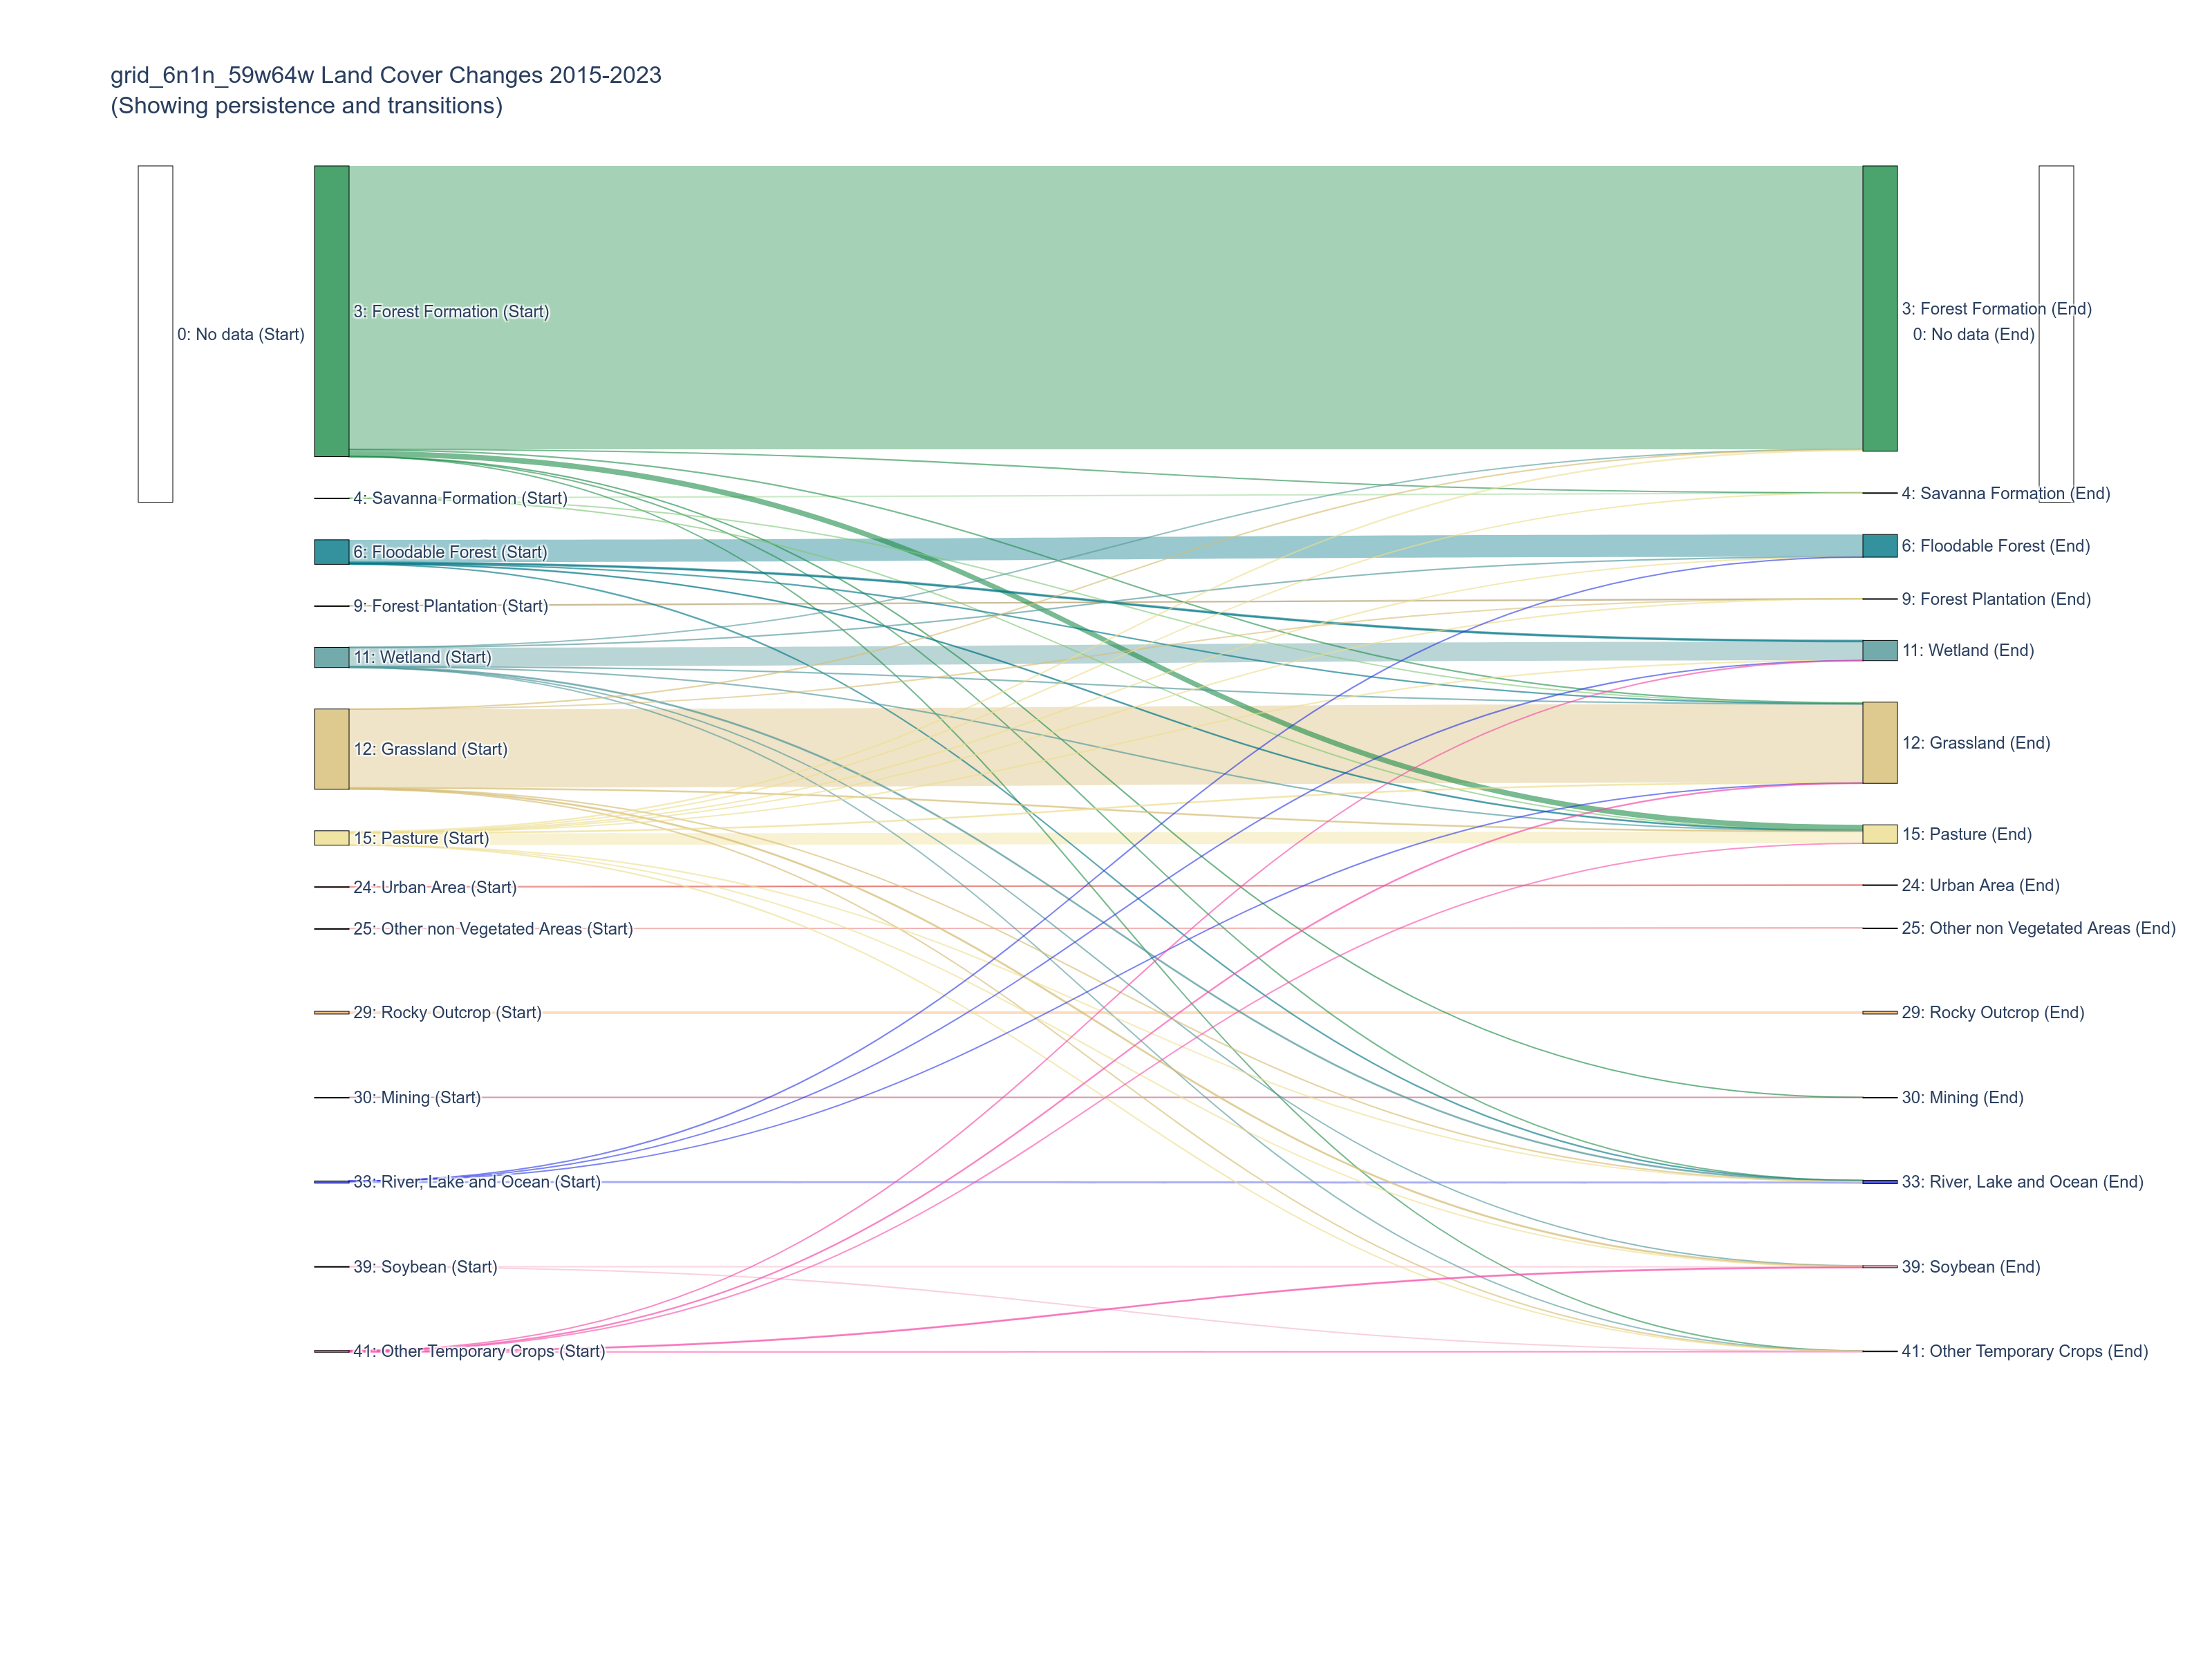 grid_6n1n_59w64w Land Cover Changes 2015-2023
(Showing persistence and transitions)
0: No data (Start)
3: Forest Formation (Start)
4: Savanna Formation (Start)
6: Floodable Forest (Start)
9: Forest Plantation (Start)
11: Wetland (Start)
12: Grassland (Start)
15: Pasture (Start)
24: Urban Area (Start)
25: Other non Vegetated Areas (Start)
29: Rocky Outcrop (Start)
30: Mining (Start)
33: River, Lake and Ocean (Start)
39: Soybean (Start)
41: Other Temporary Crops (Start)
3: Forest Formation (End)
0: No data (End)
4: Savanna Formation (End)
6: Floodable Forest (End)
9: Forest Plantation (End)
11: Wetland (End)
12: Grassland (End)
15: Pasture (End)
24: Urban Area (End)
25: Other non Vegetated Areas (End)
29: Rocky Outcrop (End)
30: Mining (End)
33: River, Lake and Ocean (End)
39: Soybean (End)
41: Other Temporary Crops (End)